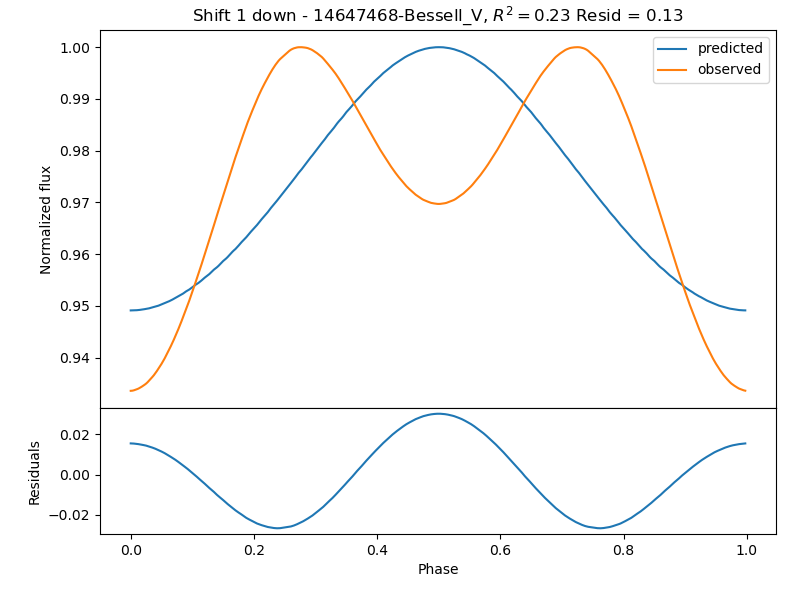 Shift 1 down - 14647468-Bessell_V, $R^2 = 0.23$ Resid = 0.13
predicted
observed
Normalized flux
1.00
0.99
0.98
0.97
0.96
0.95
0.94
Residuals
0.02
0.00
−0.02
0.0 0.2 0.4 0.6 0.8 1.0
Phase